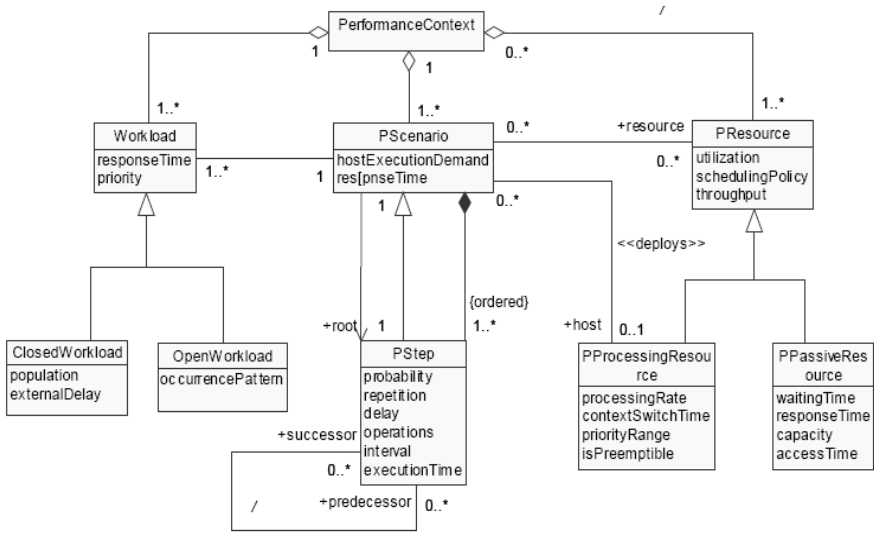 /
PerformanceContext
1
1
0..*
1..*
1..*
1..*
Workload
responseTime
priority
PScenario
hostExecutionDemand
res[pnseTime
0..*
+resource
0..*
PResource
utilization
schedulingPolicy
throughput
1..*
1
1
0..*
<<deploys>>
{ordered}
+root
1
1..*
+host
0..1
ClosedWorkload
population
externalDelay
OpenWorkload
occurrencePattern
PStep
probability
repetition
delay
operations
interval
executionTime
PProcessingResou
rce
processingRate
contextSwitchTime
priorityRange
isPreemptible
PPassiveRes
ource
waitingTime
responseTime
capacity
accessTime
+successor
0..*
+predecessor
0..*
/